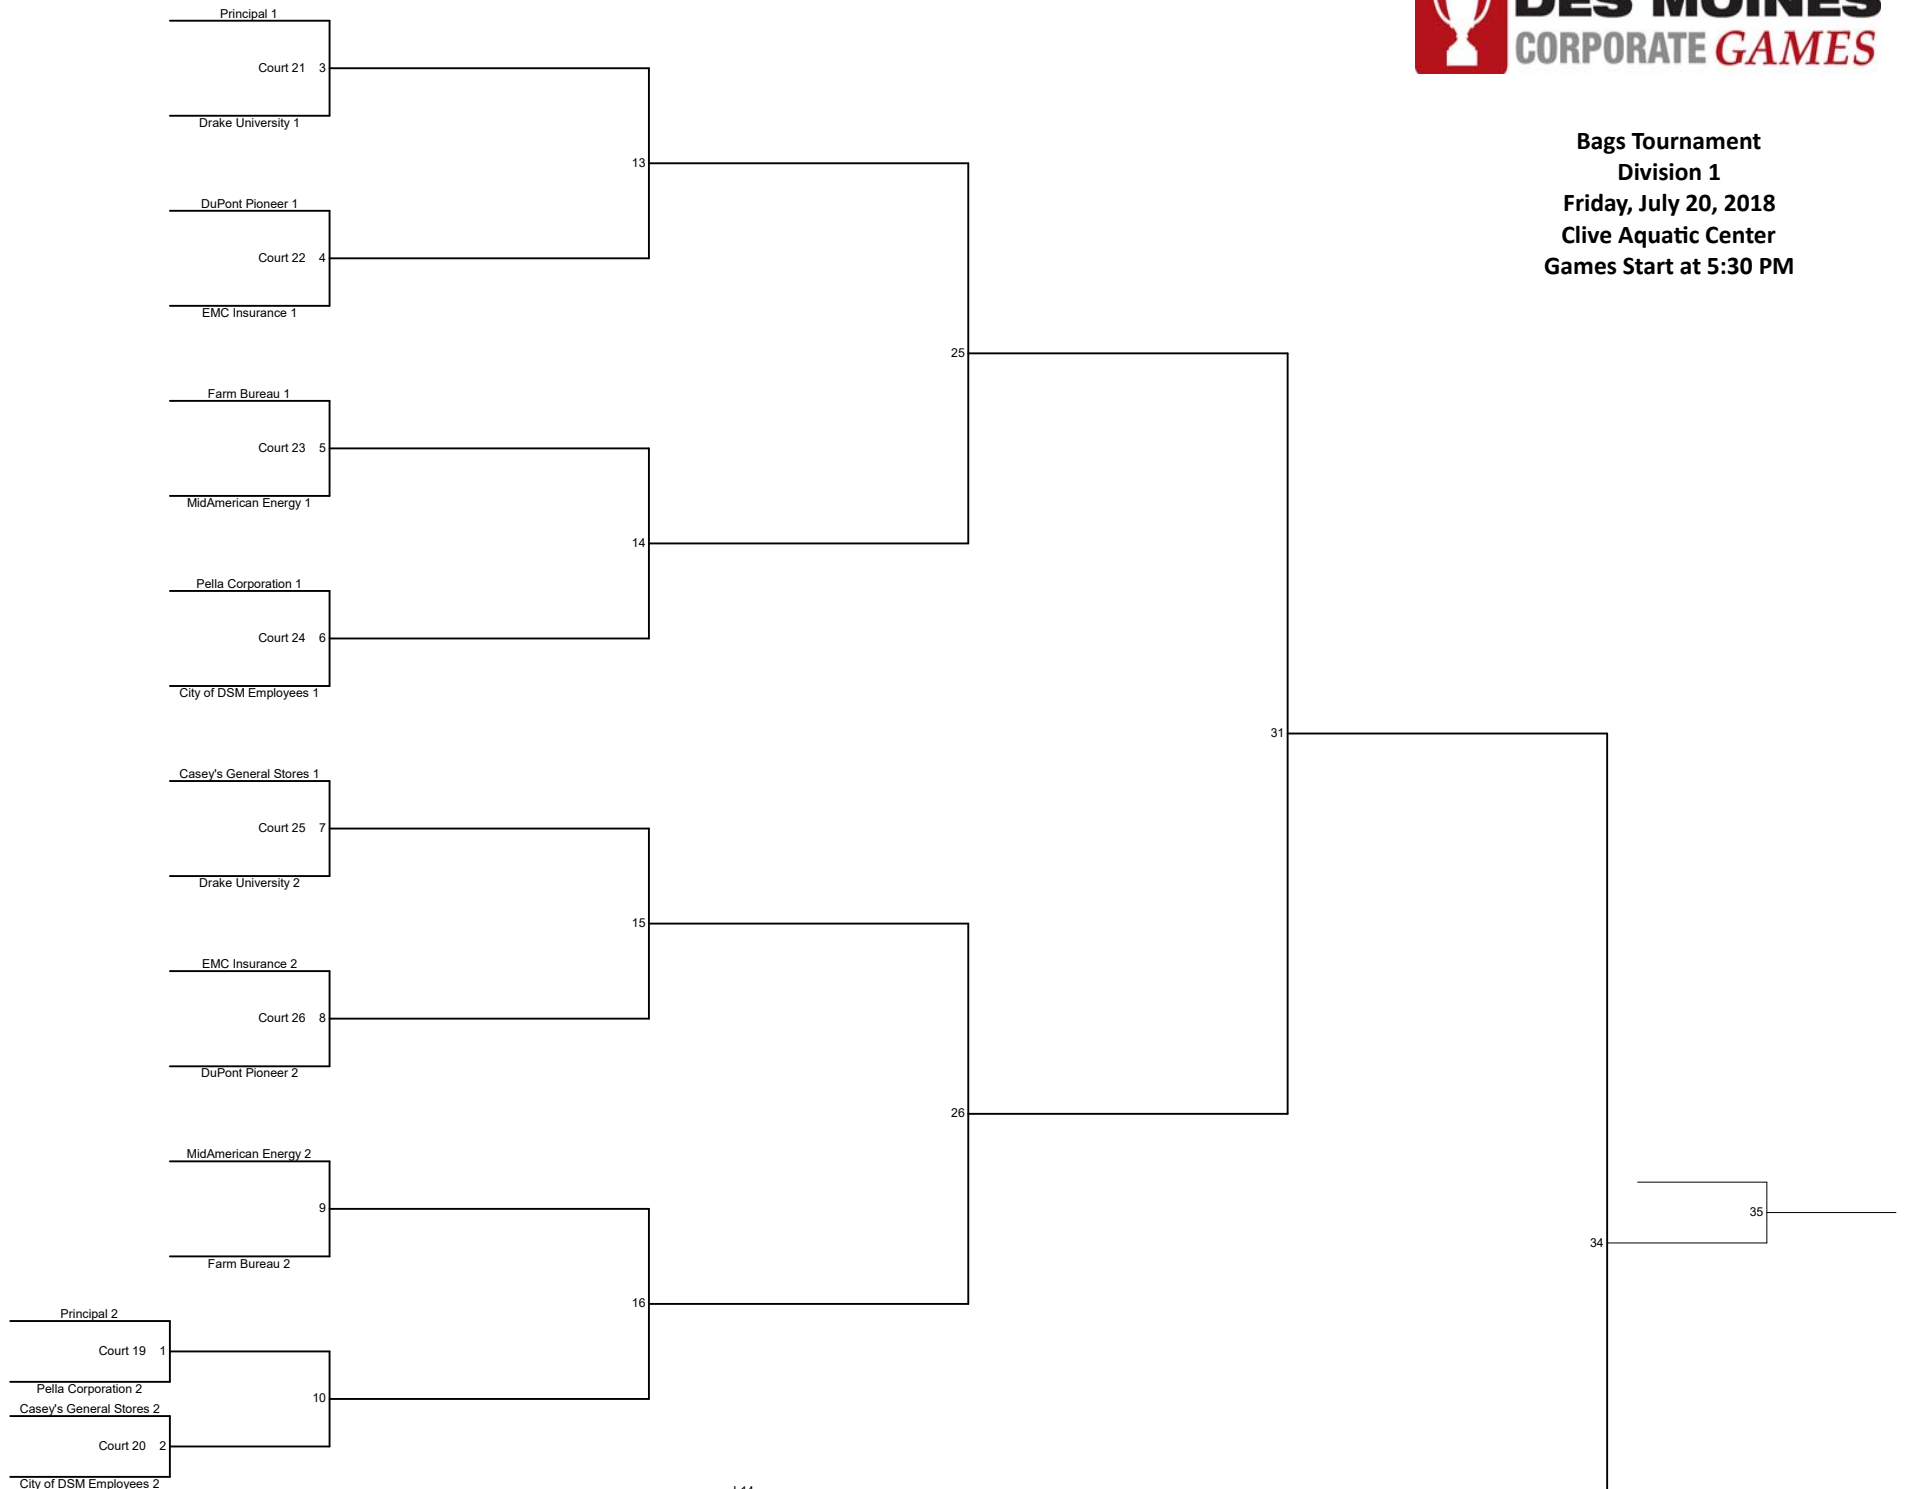 DES MOINES
CORPORATE GAMES
Bags Tournament
Division 1
Friday, July 20, 2018
Clive Aquatic Center
Games Start at 5:30 PM
Principal 1
Court 21 3
Drake University 1
13
DuPont Pioneer 1
Court 22 4
EMC Insurance 1
25
Farm Bureau 1
Court 23 5
MidAmerican Energy 1
14
Pella Corporation 1
Court 24 6
City of DSM Employees 1
31
Casey's General Stores 1
Court 25 7
Drake University 2
15
EMC Insurance 2
Court 26 8
DuPont Pioneer 2
26
MidAmerican Energy 2
9
Farm Bureau 2
35
34
16
Principal 2
Court 19 1
Pella Corporation 2
10
Casey's General Stores 2
Court 20 2
City of DSM Employees 2